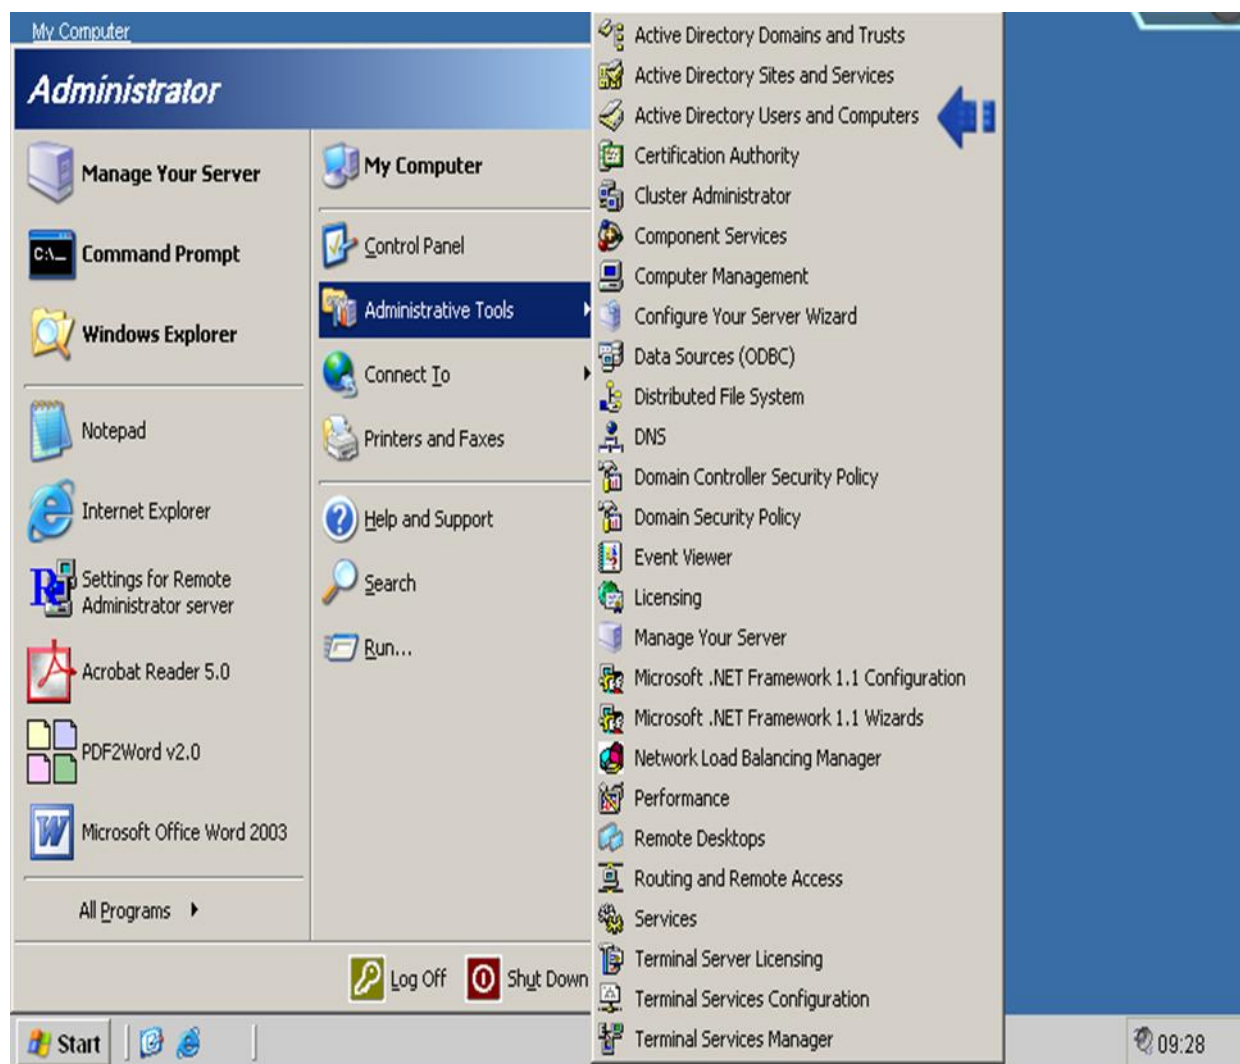 My Computer
Administrator
Manage Your Server
Command Prompt
Windows Explorer
Notepad
Internet Explorer
Settings for Remote
Administrator server
Acrobat Reader 5.0
PDF2Word v2.0
Microsoft Office Word 2003
All Programs
My Computer
Control Panel
Administrative Tools
Connect To
Printers and Faxes
Help and Support
Search
Run...
Log Off
Shut Down
Active Directory Domains and Trusts
Active Directory Sites and Services
Active Directory Users and Computers
Certification Authority
Cluster Administrator
Component Services
Computer Management
Configure Your Server Wizard
Data Sources (ODBC)
Distributed File System
DNS
Domain Controller Security Policy
Domain Security Policy
Event Viewer
Licensing
Manage Your Server
Microsoft .NET Framework 1.1 Configuration
Microsoft .NET Framework 1.1 Wizards
Network Load Balancing Manager
Performance
Remote Desktops
Routing and Remote Access
Services
Terminal Server Licensing
Terminal Services Configuration
Terminal Services Manager
Start
09:28